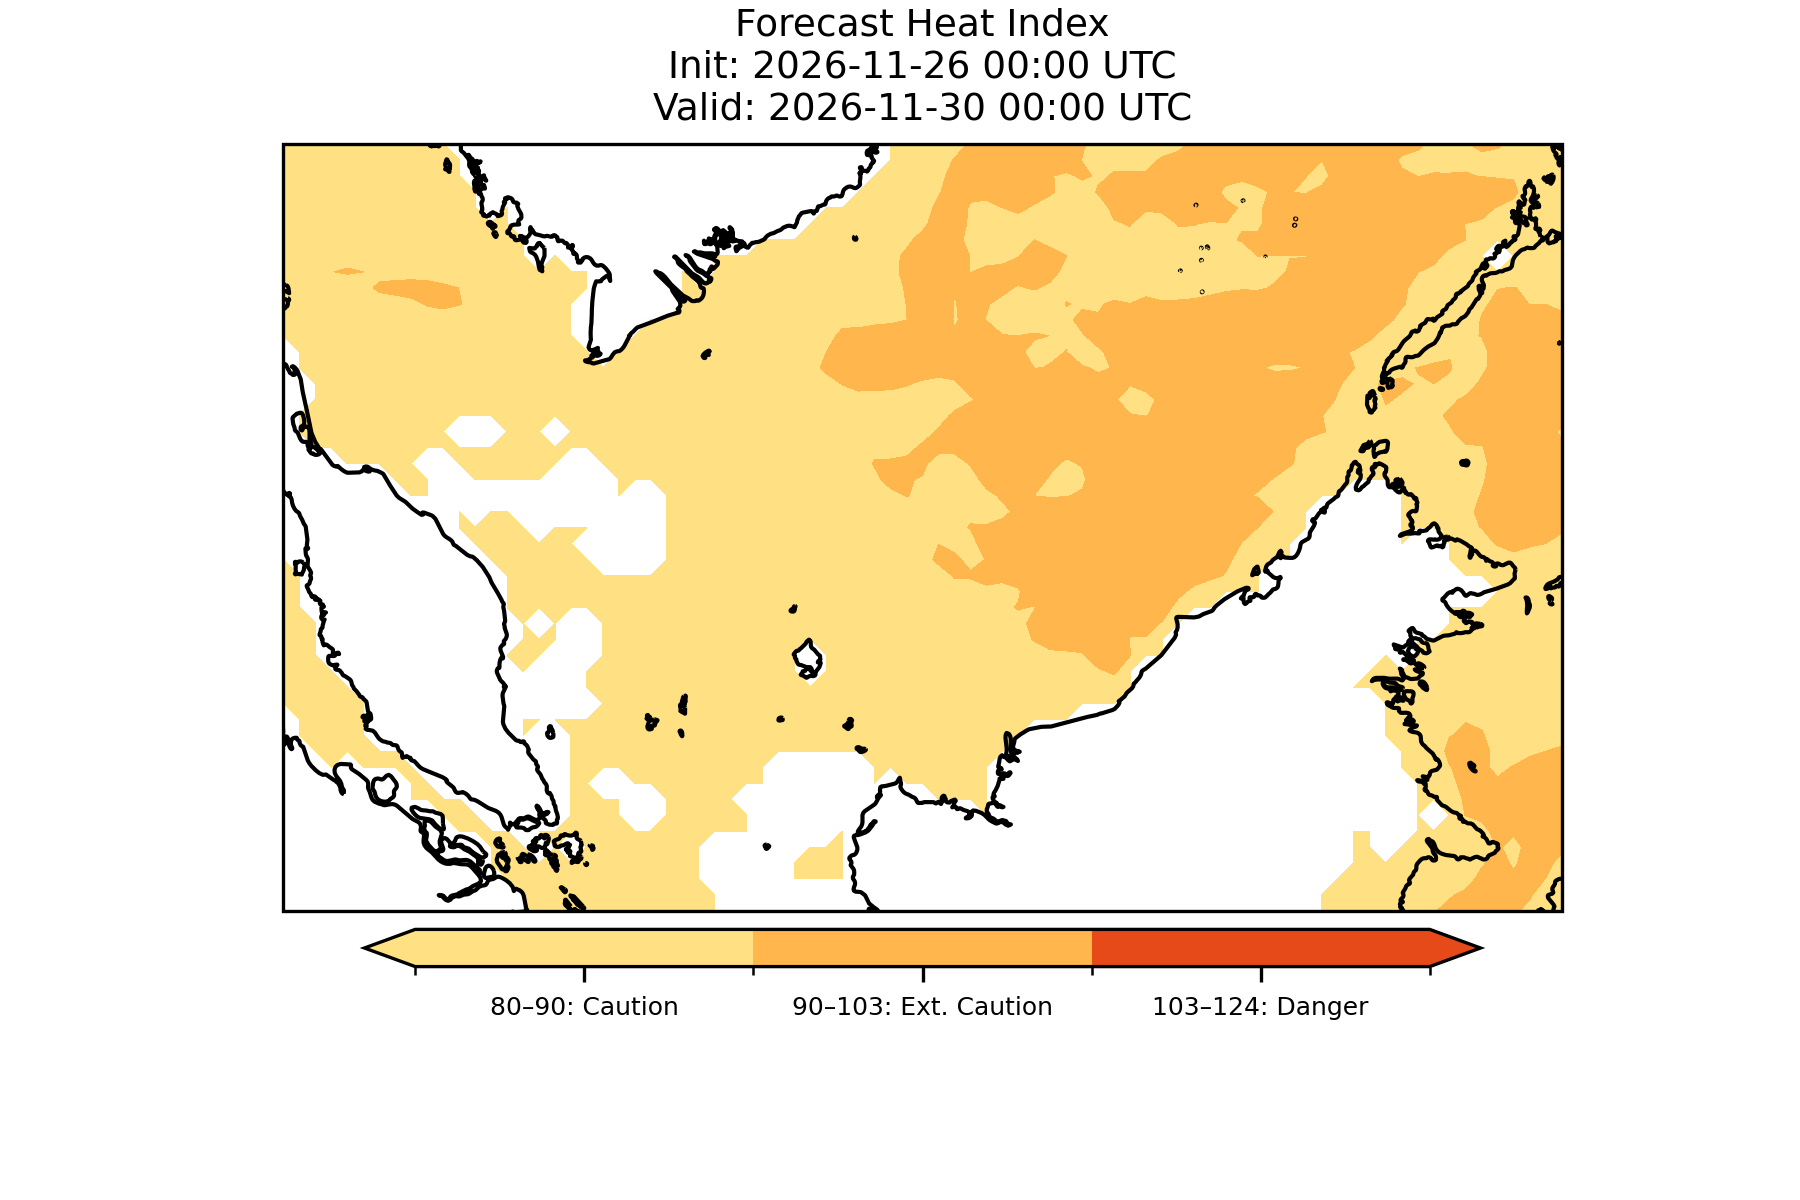 Forecast Heat Index
Init: 2026-11-26 00:00 UTC
Valid: 2026-11-30 00:00 UTC
80–90: Caution
90–103: Ext. Caution
103–124: Danger